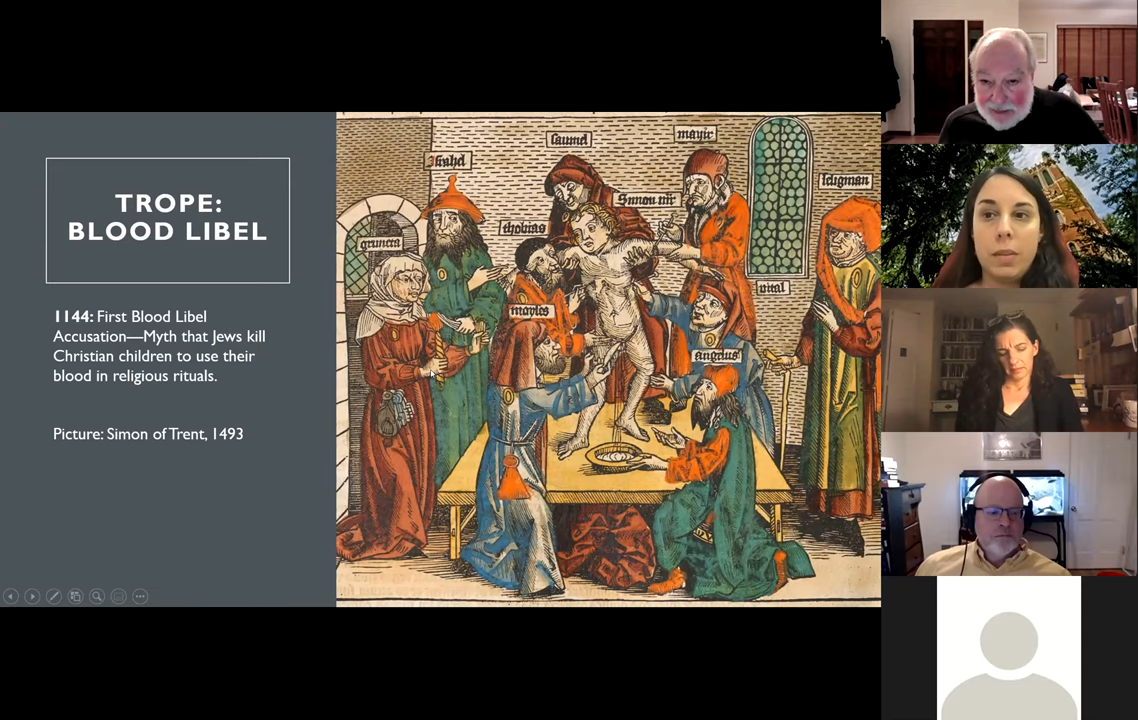 TROPE:
BLOOD LIBEL
1144: First Blood Libel
Accusation—Myth that Jews kill
Christian children to use their
blood in religious rituals.
Picture: Simon of Trent, 1493
mayir
thobias
vital